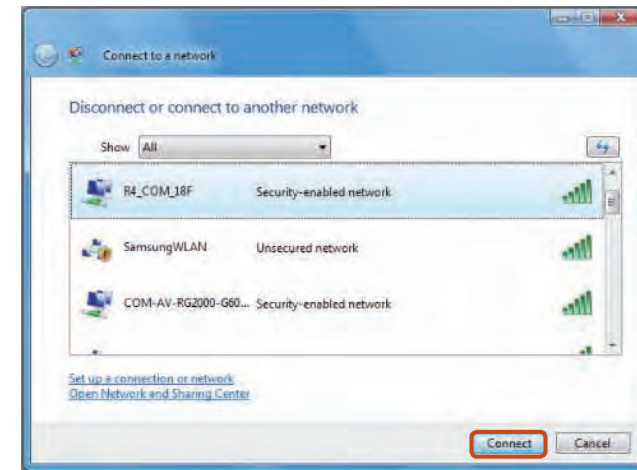 Connect to a network
Disconnect or connect to another network
Show All
R4_COM_18F Security-enabled network
SamsungWLAN Unsecured network
COM-AV-RG2000-G60... Security-enabled network
Set up a connection or network
Open Network and Sharing Center
Connect Cancel